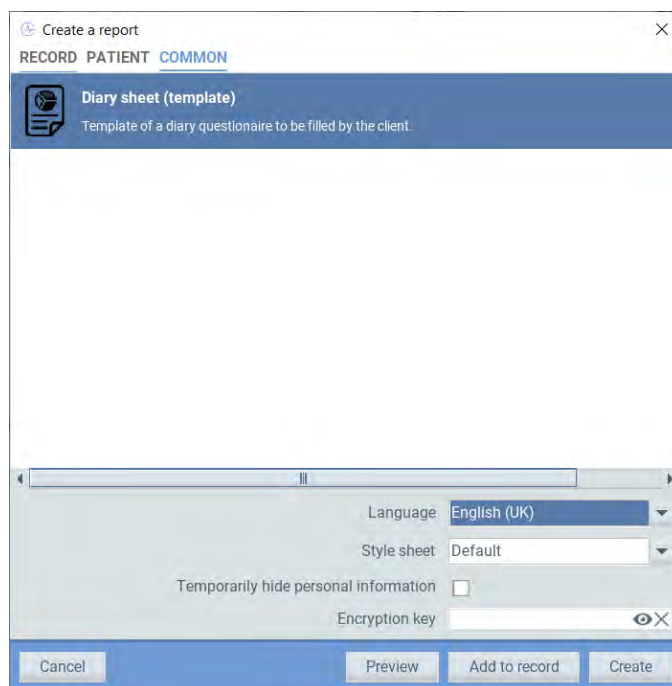 Create a report
RECORD PATIENT COMMON
Diary sheet (template)
Template of a diary questionaire to be filled by the client.
Language English (UK)
Style sheet Default
Temporarily hide personal information
Encryption key
Cancel Preview Add to record Create